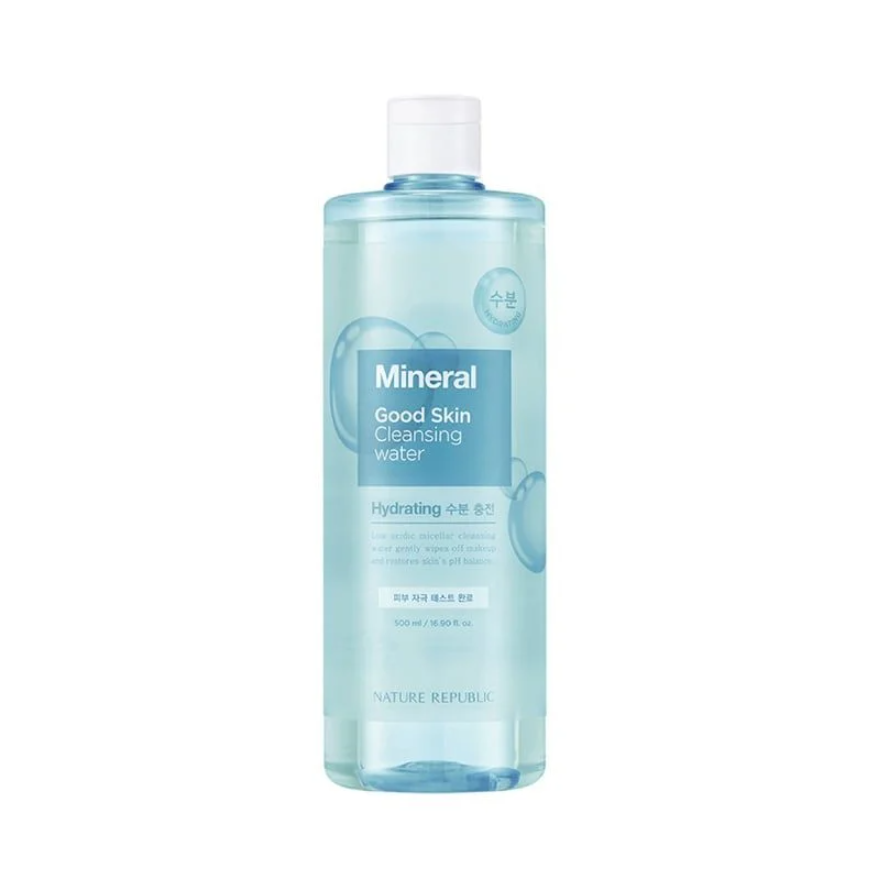 수분
HYDRATING
Mineral
Good Skin
Cleansing
water
Hydrating 수분 충전
Low acidic micellar cleansing
water gently wipes off makeup
and restores skin's pH balance.
피부 자극 테스트 완료
500 ml / 16.90 fl. oz.
NATURE REPUBLIC